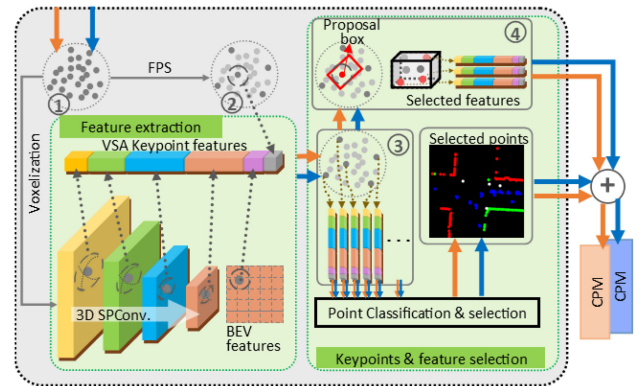 Proposal
box
4
FPS
1
2
Selected features
Feature extraction
VSA Keypoint features
3
Selected points
Voxelization
+
3D SPConv.
BEV
features
Point Classification & selection
CPM
CPM
Keypoints & feature selection